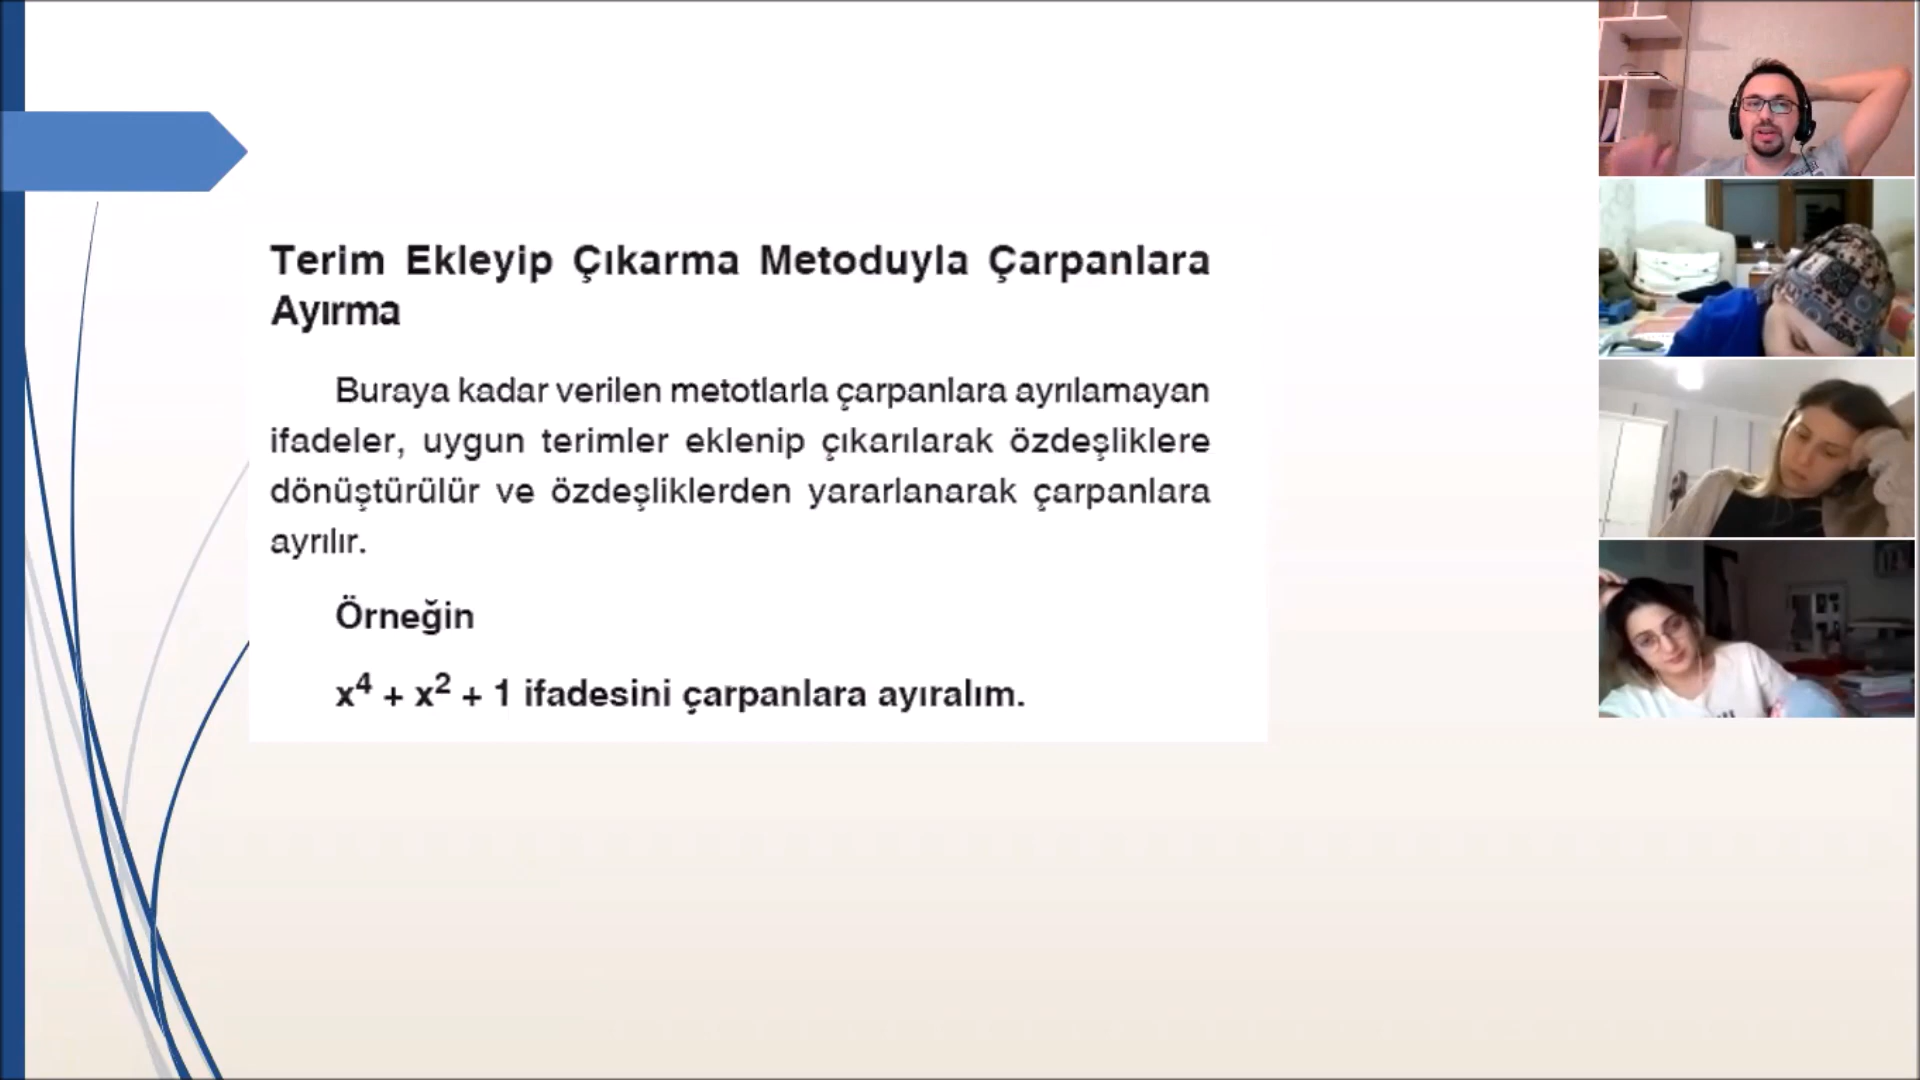 Terim Ekleyip Çıkarma Metoduyla Çarpanlara
Ayırma
Buraya kadar verilen metotlarla çarpanlara ayrılamayan
ifadeler, uygun terimler eklenip çıkarılarak özdeşliklere
dönüştürülür ve özdeşliklerden yararlanarak çarpanlara
ayrılır.
Örneğin
x⁴ + x² + 1 ifadesini çarpanlara ayıralım.